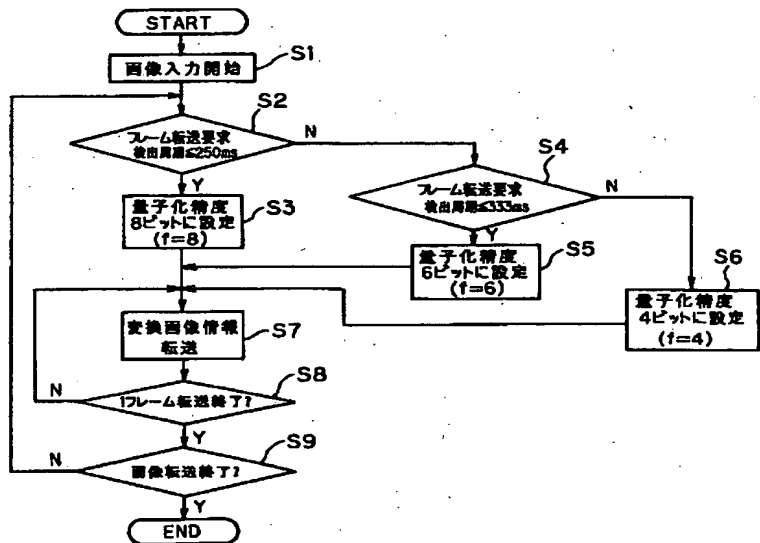 START
S1
画像入力開始
S2
フレーム転送要求
検出周期≤250ms
N
S4
フレーム転送要求
検出周期≤333ms
N
Y
量子化精度
8ビットに設定
(f=8)
S3
Y
量子化精度
6ビットに設定
(f=6)
S5
S6
量子化精度
4ビットに設定
(f=4)
変換画像情報
転送
S7
S8
N
1フレーム転送終了?
Y
S9
N
画像転送終了?
Y
END